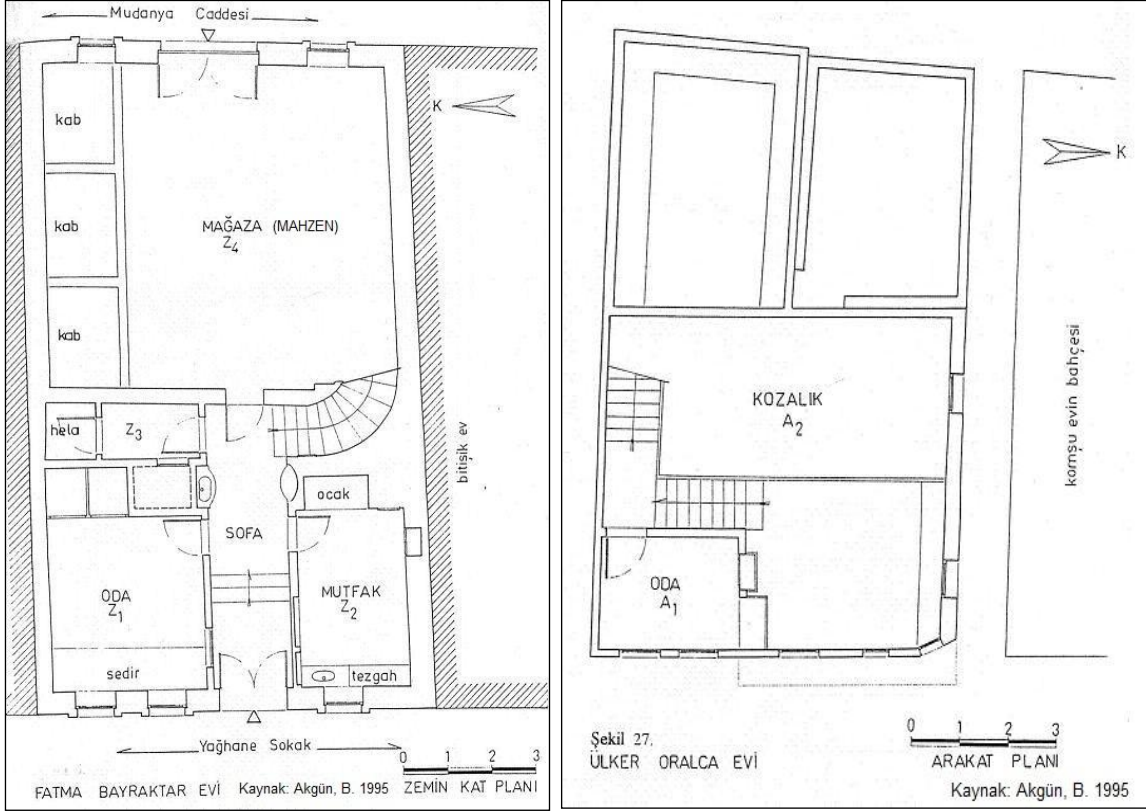 Mudanya Caddesi
K
kab
MAĞAZA (MAHZEN)
Z4
kab
kab
hela
Z3
bitişik ev
ocak
SOFA
ODA
Z1
MUTFAK
Z2
sedir
tezgah
Yağhane Sokak
0 1 2 3
FATMA BAYRAKTAR EVİ Kaynak: Akgün, B. 1995 ZEMİN KAT PLANI
K
KOZALIK
A2
komşu evin bahçesi
ODA
A1
Şekil 27.
ÜLKER ORALCA EVİ
0 1 2 3
ARAKAT PLANI
Kaynak: Akgün, B. 1995